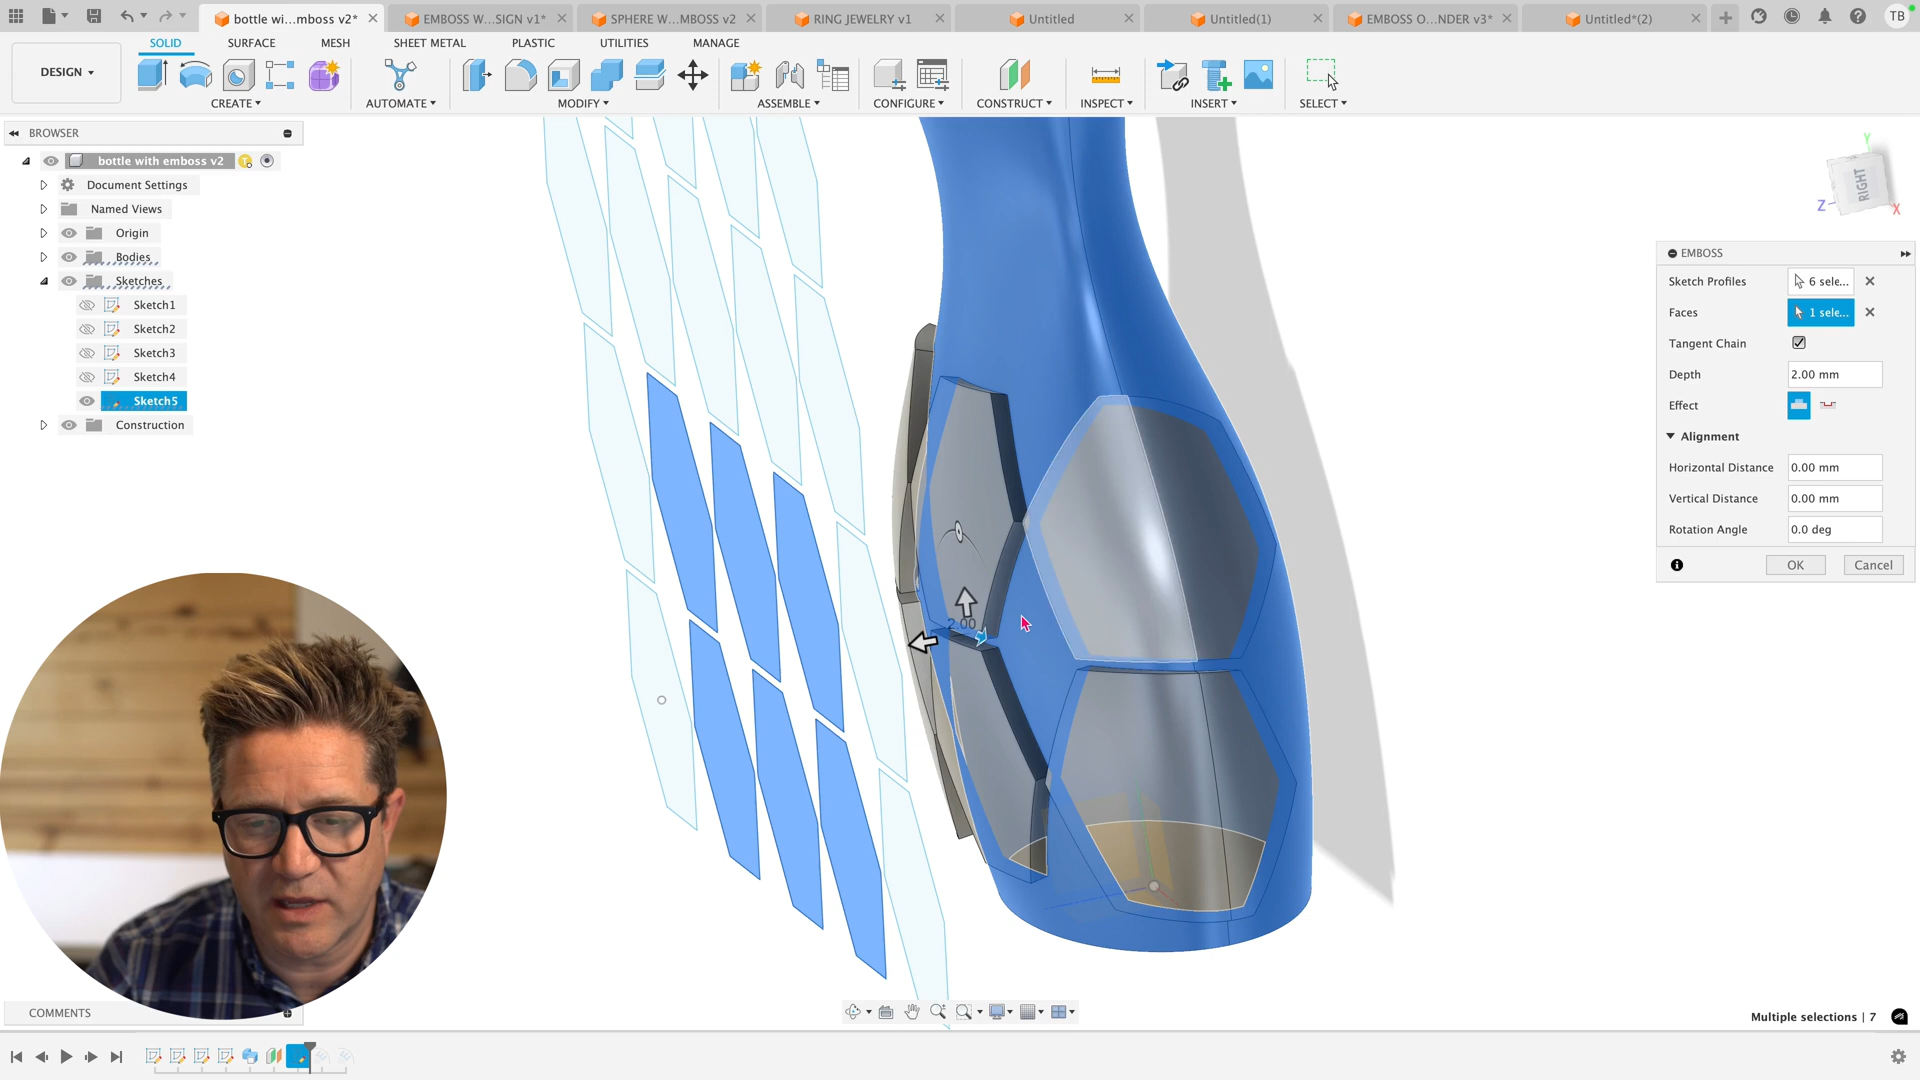 bottle wi...mboss v2*
EMBOSS W...SIGN v1*
SPHERE W...MBOSS v2
RING JEWELRY v1
Untitled
Untitled(1)
EMBOSS O...NDER v3*
Untitled*(2)
TB
DESIGN
SOLID
SURFACE
MESH
SHEET METAL
PLASTIC
UTILITIES
MANAGE
CREATE
AUTOMATE
MODIFY
ASSEMBLE
CONFIGURE
CONSTRUCT
INSPECT
INSERT
SELECT
BROWSER
bottle with emboss v2
Document Settings
Named Views
Origin
Bodies
Sketches
Sketch1
Sketch2
Sketch3
Sketch4
Sketch5
Construction
Y
RIGHT
Z
X
EMBOSS
Sketch Profiles
6 sele...
Faces
1 sele...
Tangent Chain
Depth
2.00 mm
Effect
Alignment
Horizontal Distance
0.00 mm
Vertical Distance
0.00 mm
Rotation Angle
0.0 deg
OK
Cancel
2.00
COMMENTS
Multiple selections | 7